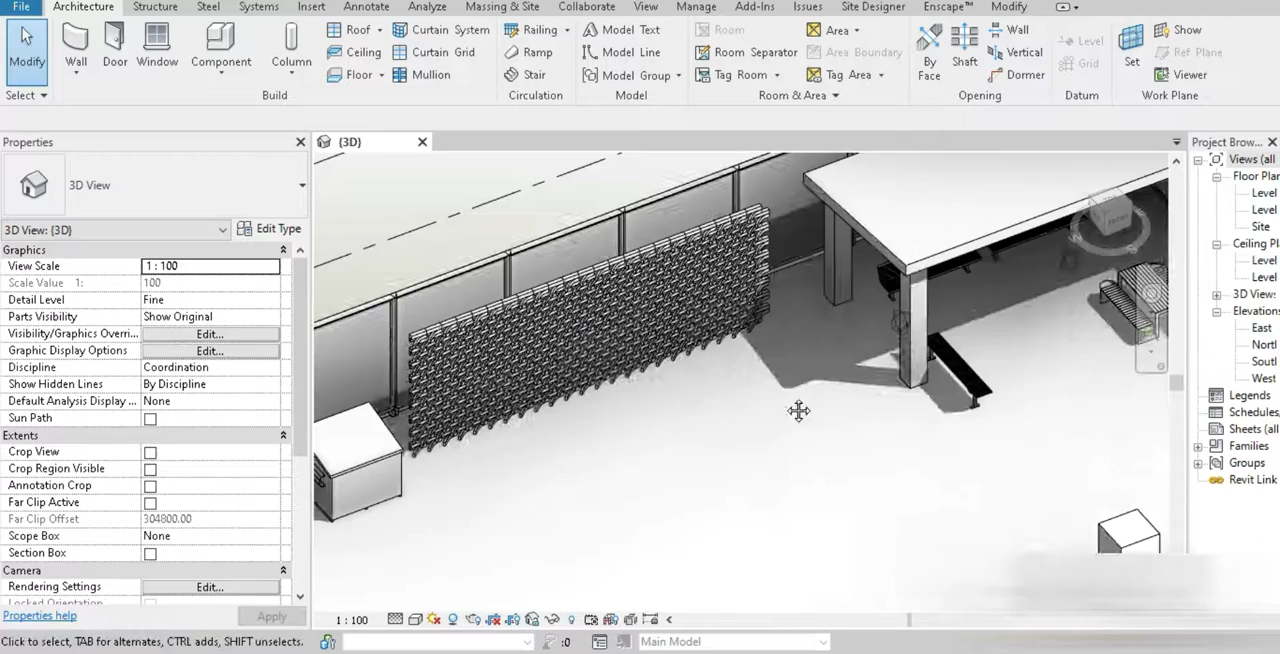 File Architecture Structure Steel Systems Insert Annotate Analyze Massing & Site Collaborate View Manage Add-Ins Issues Site Designer Enscape™ Modify
Modify
Select
Wall
Door
Window
Component
Column
Roof
Ceiling
Floor
Curtain System
Curtain Grid
Mullion
Build
Railing
Ramp
Stair
Circulation
Model Text
Model Line
Model Group
Model
Room
Room Separator
Tag Room
Area
Area Boundary
Tag Area
Room & Area
By
Face
Shaft
Wall
Vertical
Dormer
Opening
Level
Grid
Datum
Set
Show
Ref Plane
Viewer
Work Plane
Properties
3D View
3D View: {3D} Edit Type
Graphics
View Scale 1 : 100
Scale Value 1: 100
Detail Level Fine
Parts Visibility Show Original
Visibility/Graphics Overri... Edit...
Graphic Display Options Edit...
Discipline Coordination
Show Hidden Lines By Discipline
Default Analysis Display ... None
Sun Path
Extents
Crop View
Crop Region Visible
Annotation Crop
Far Clip Active
Far Clip Offset 304800.00
Scope Box None
Section Box
Camera
Rendering Settings Edit...
Locked Orientation
Properties help Apply
{3D}
FRONT
Project Brow...
Views (all
Floor Plan
Level
Level
Site
Ceiling Pl
Level
Level
3D Views
Elevations
East
North
South
West
Legends
Schedules,
Sheets (all
Families
Groups
Revit Link
1 : 100
Click to select, TAB for alternates, CTRL adds, SHIFT unselects. :0 Main Model